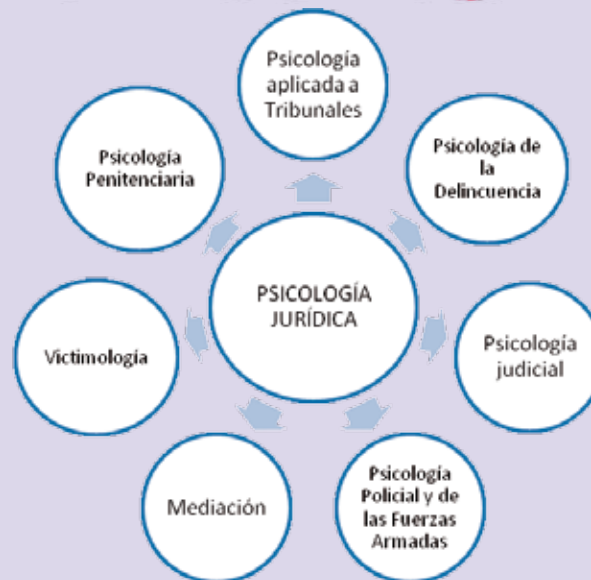 Psicología
aplicada a
Tribunales
Psicología de
la
Delincuencia
Psicología
judicial
Psicología
Policial y de
las Fuerzas
Armadas
Mediación
Victimología
Psicología
Penitenciaria
PSICOLOGÍA
JURÍDICA